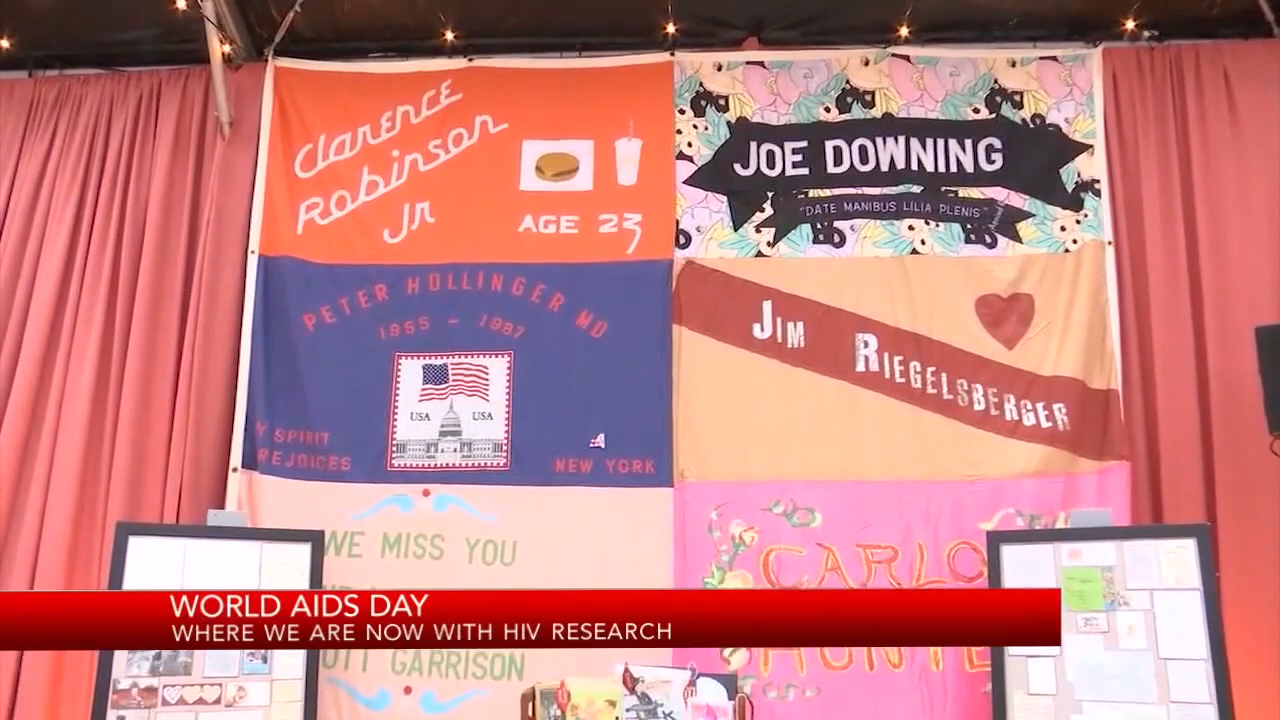 Clarence
Robinson
Jr
AGE 23
JOE DOWNING
"DATE MANIBUS LILIA PLENIS"
PETER HOLLINGER MD
1955 - 1987
USA USA
Y SPIRIT
REJOICES
NEW YORK
JIM RIEGELSBERGER
WE MISS YOU
OTT GARRISON
CARLO
HUNTE
WORLD AIDS DAY
WHERE WE ARE NOW WITH HIV RESEARCH